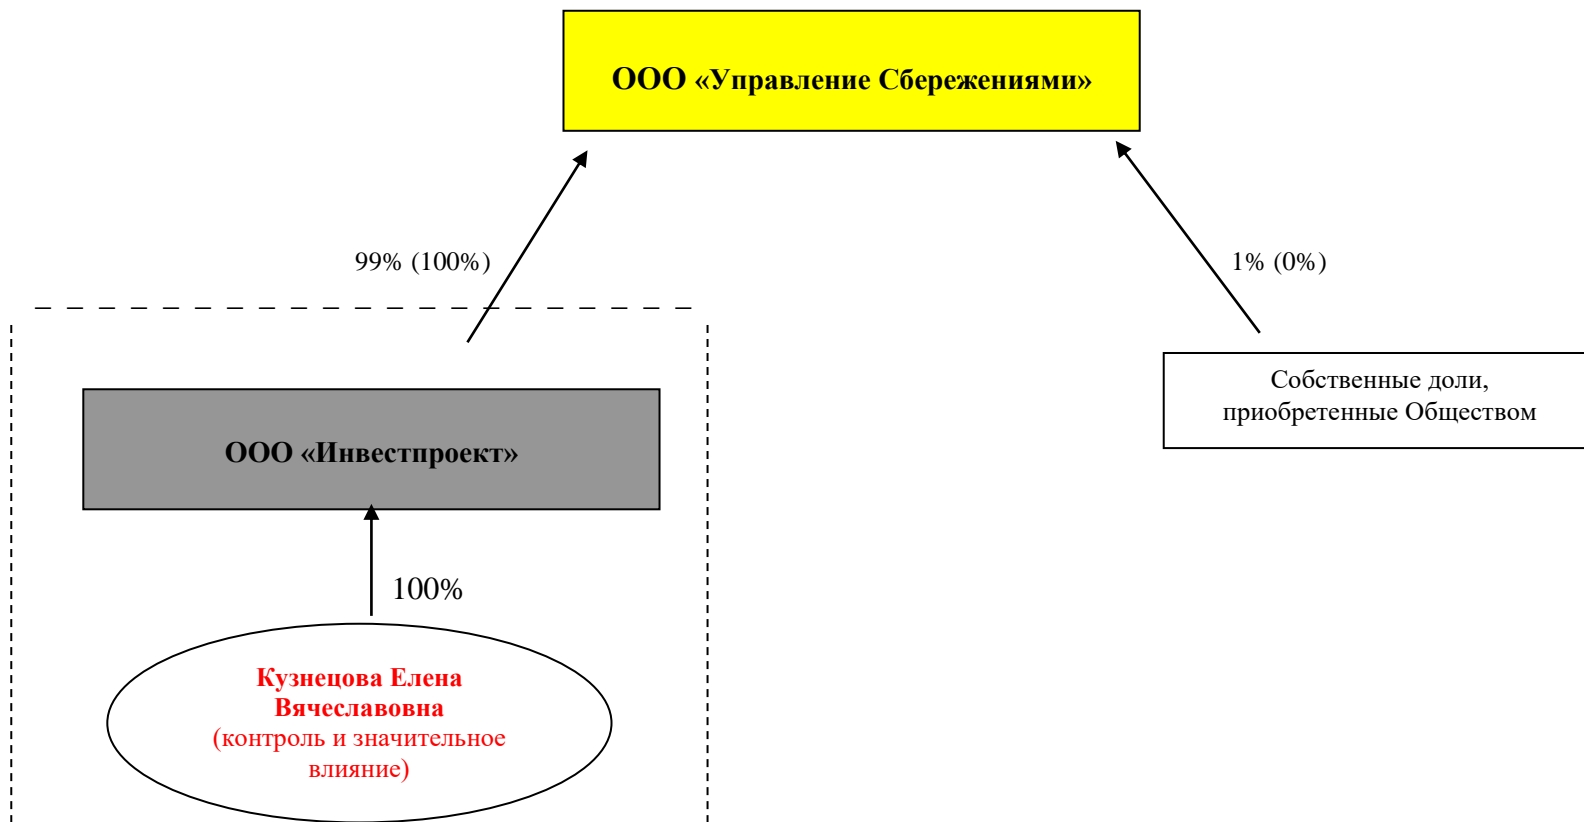 ООО «Управление Сбережениями»
99% (100%)
1% (0%)
Собственные доли,
приобретенные Обществом
ООО «Инвестпроект»
100%
Кузнецова Елена
Вячеславовна
(контроль и значительное
влияние)